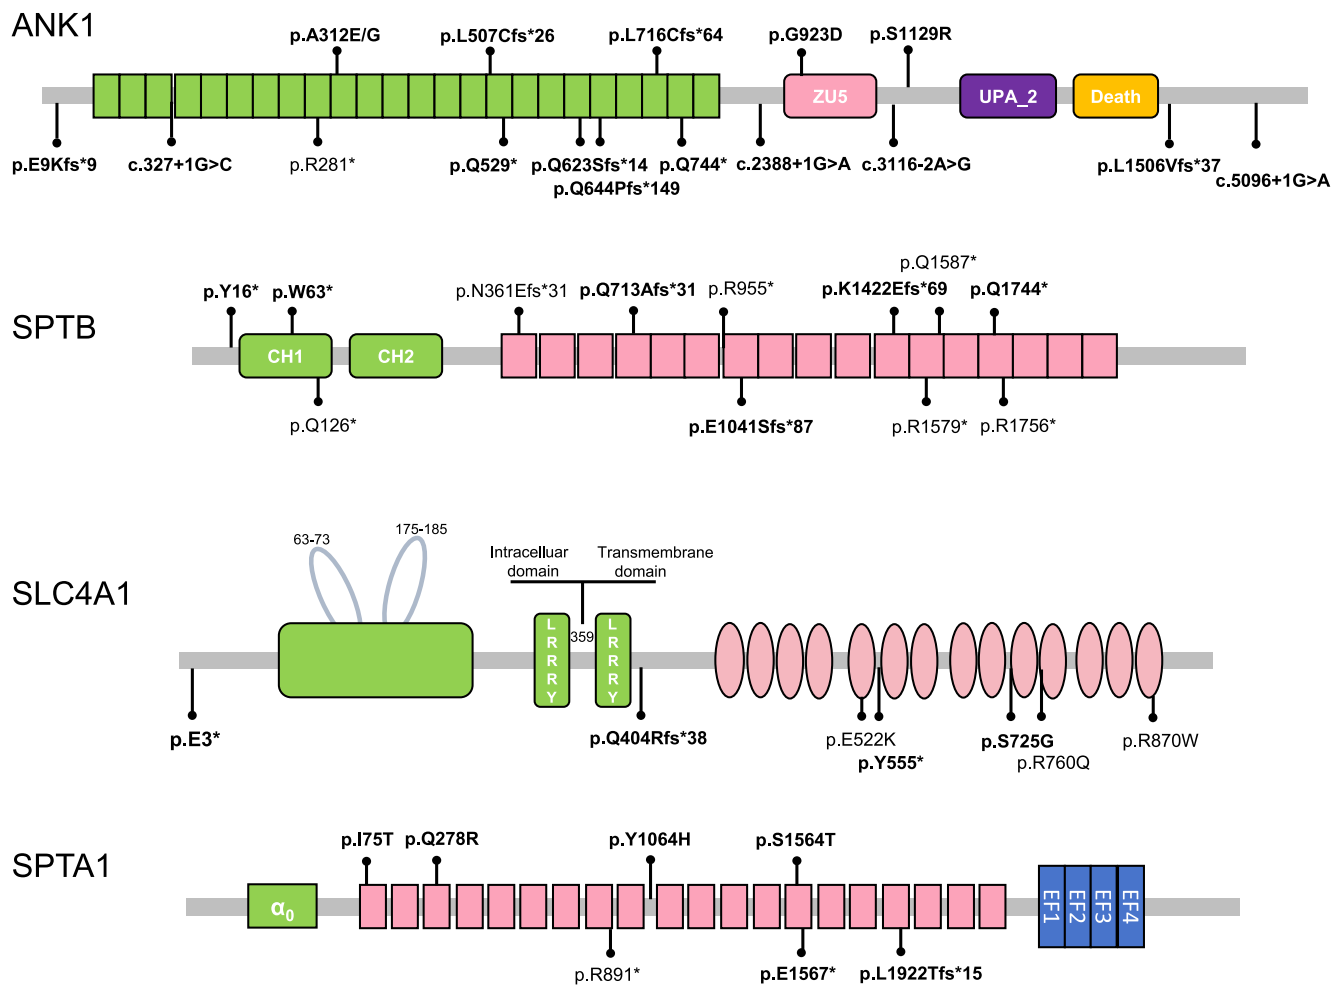 ANK1
p.A312E/G
p.L507Cfs*26
p.L716Cfs*64
p.G923D
p.S1129R
ZU5
UPA_2
Death
p.E9Kfs*9
c.327+1G>C
p.R281*
p.Q529*
p.Q623Sfs*14
p.Q744*
c.2388+1G>A
c.3116-2A>G
p.L1506Vfs*37
p.Q644Pfs*149
c.5096+1G>A
p.Q1587*
p.Y16*
p.W63*
p.N361Efs*31
p.Q713Afs*31
p.R955*
p.K1422Efs*69
p.Q1744*
SPTB
CH1
CH2
p.Q126*
p.E1041Sfs*87
p.R1579*
p.R1756*
63-73
175-185
Intracelluar
domain
Transmembrane
domain
SLC4A1
LRRRY
359
LRRRY
p.E3*
p.Q404Rfs*38
p.E522K
p.Y555*
p.S725G
p.R760Q
p.R870W
p.I75T
p.Q278R
p.Y1064H
p.S1564T
SPTA1
α0
EF1
EF2
EF3
EF4
p.R891*
p.E1567*
p.L1922Tfs*15